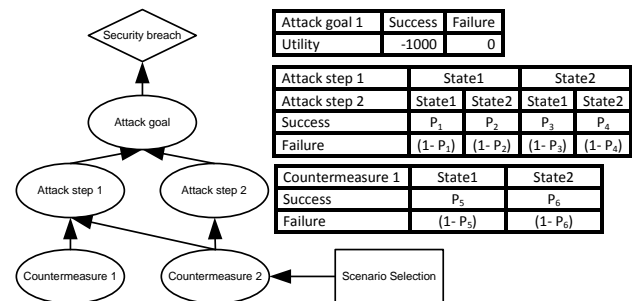 Security breach
Attack goal
Attack step 1
Attack step 2
Countermeasure 1
Countermeasure 2
Scenario Selection
Attack goal 1 Success Failure
Utility -1000 0
Attack step 1 State1 State2
Attack step 2 State1 State2 State1 State2
Success P₁ P₂ P₃ P₄
Failure (1- P₁) (1- P₂) (1- P₃) (1- P₄)
Countermeasure 1 State1 State2
Success P₅ P₆
Failure (1- P₅) (1- P₆)